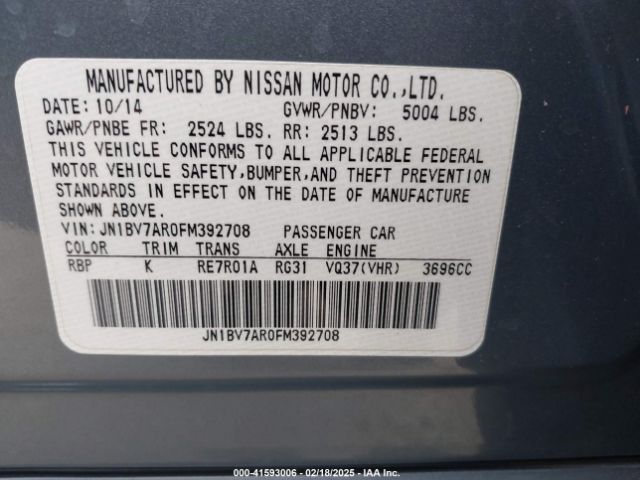 MANUFACTURED BY NISSAN MOTOR CO.,LTD.
DATE: 10/14 GVWR/PNBV: 5004 LBS.
GAWR/PNBE FR: 2524 LBS. RR: 2513 LBS.
THIS VEHICLE CONFORMS TO ALL APPLICABLE FEDERAL
MOTOR VEHICLE SAFETY,BUMPER,AND THEFT PREVENTION
STANDARDS IN EFFECT ON THE DATE OF MANUFACTURE
SHOWN ABOVE.
VIN: JN1BV7AR0FM392708 PASSENGER CAR
COLOR TRIM TRANS AXLE ENGINE
RBP K RE7R01A RG31 VQ37(VHR) 3696CC
JN1BV7AR0FM392708
000-41593006 - 02/18/2025 - IAA Inc.